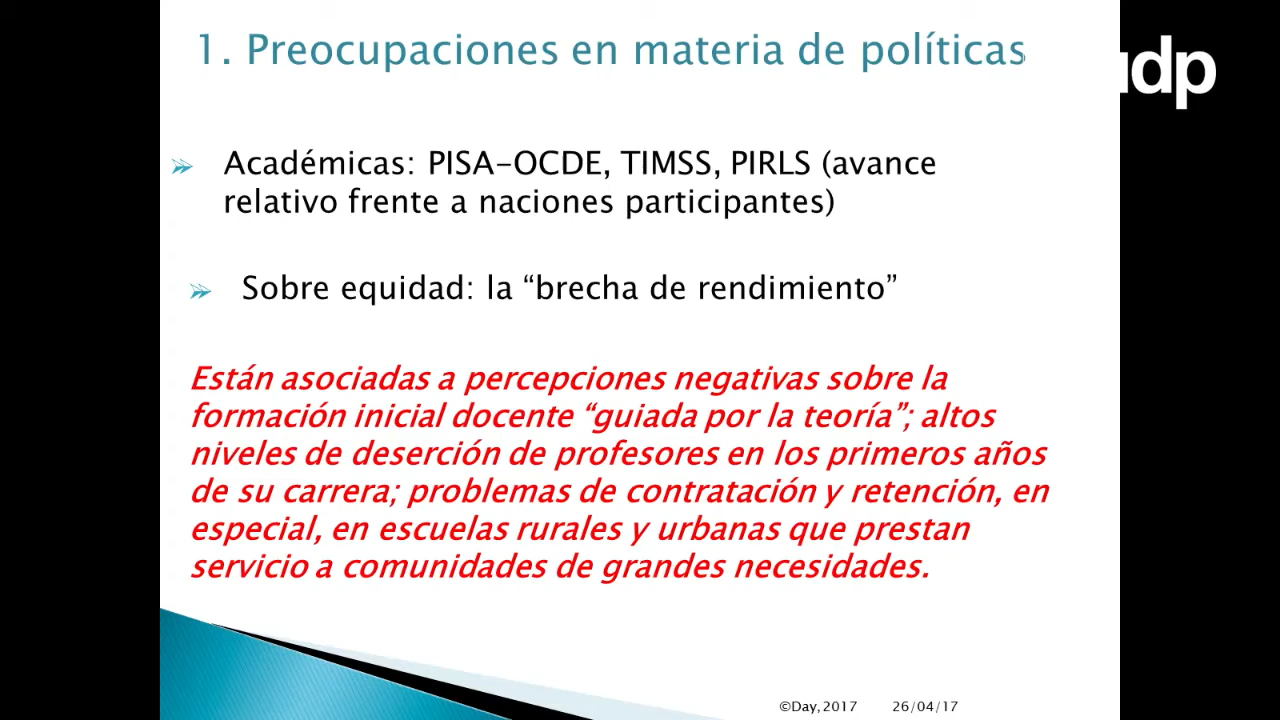 1. Preocupaciones en materia de políticas
udp
Académicas: PISA-OCDE, TIMSS, PIRLS (avance
relativo frente a naciones participantes)
Sobre equidad: la “brecha de rendimiento”
Están asociadas a percepciones negativas sobre la
formación inicial docente “guiada por la teoría”; altos
niveles de deserción de profesores en los primeros años
de su carrera; problemas de contratación y retención, en
especial, en escuelas rurales y urbanas que prestan
servicio a comunidades de grandes necesidades.
©Day, 2017 26/04/17